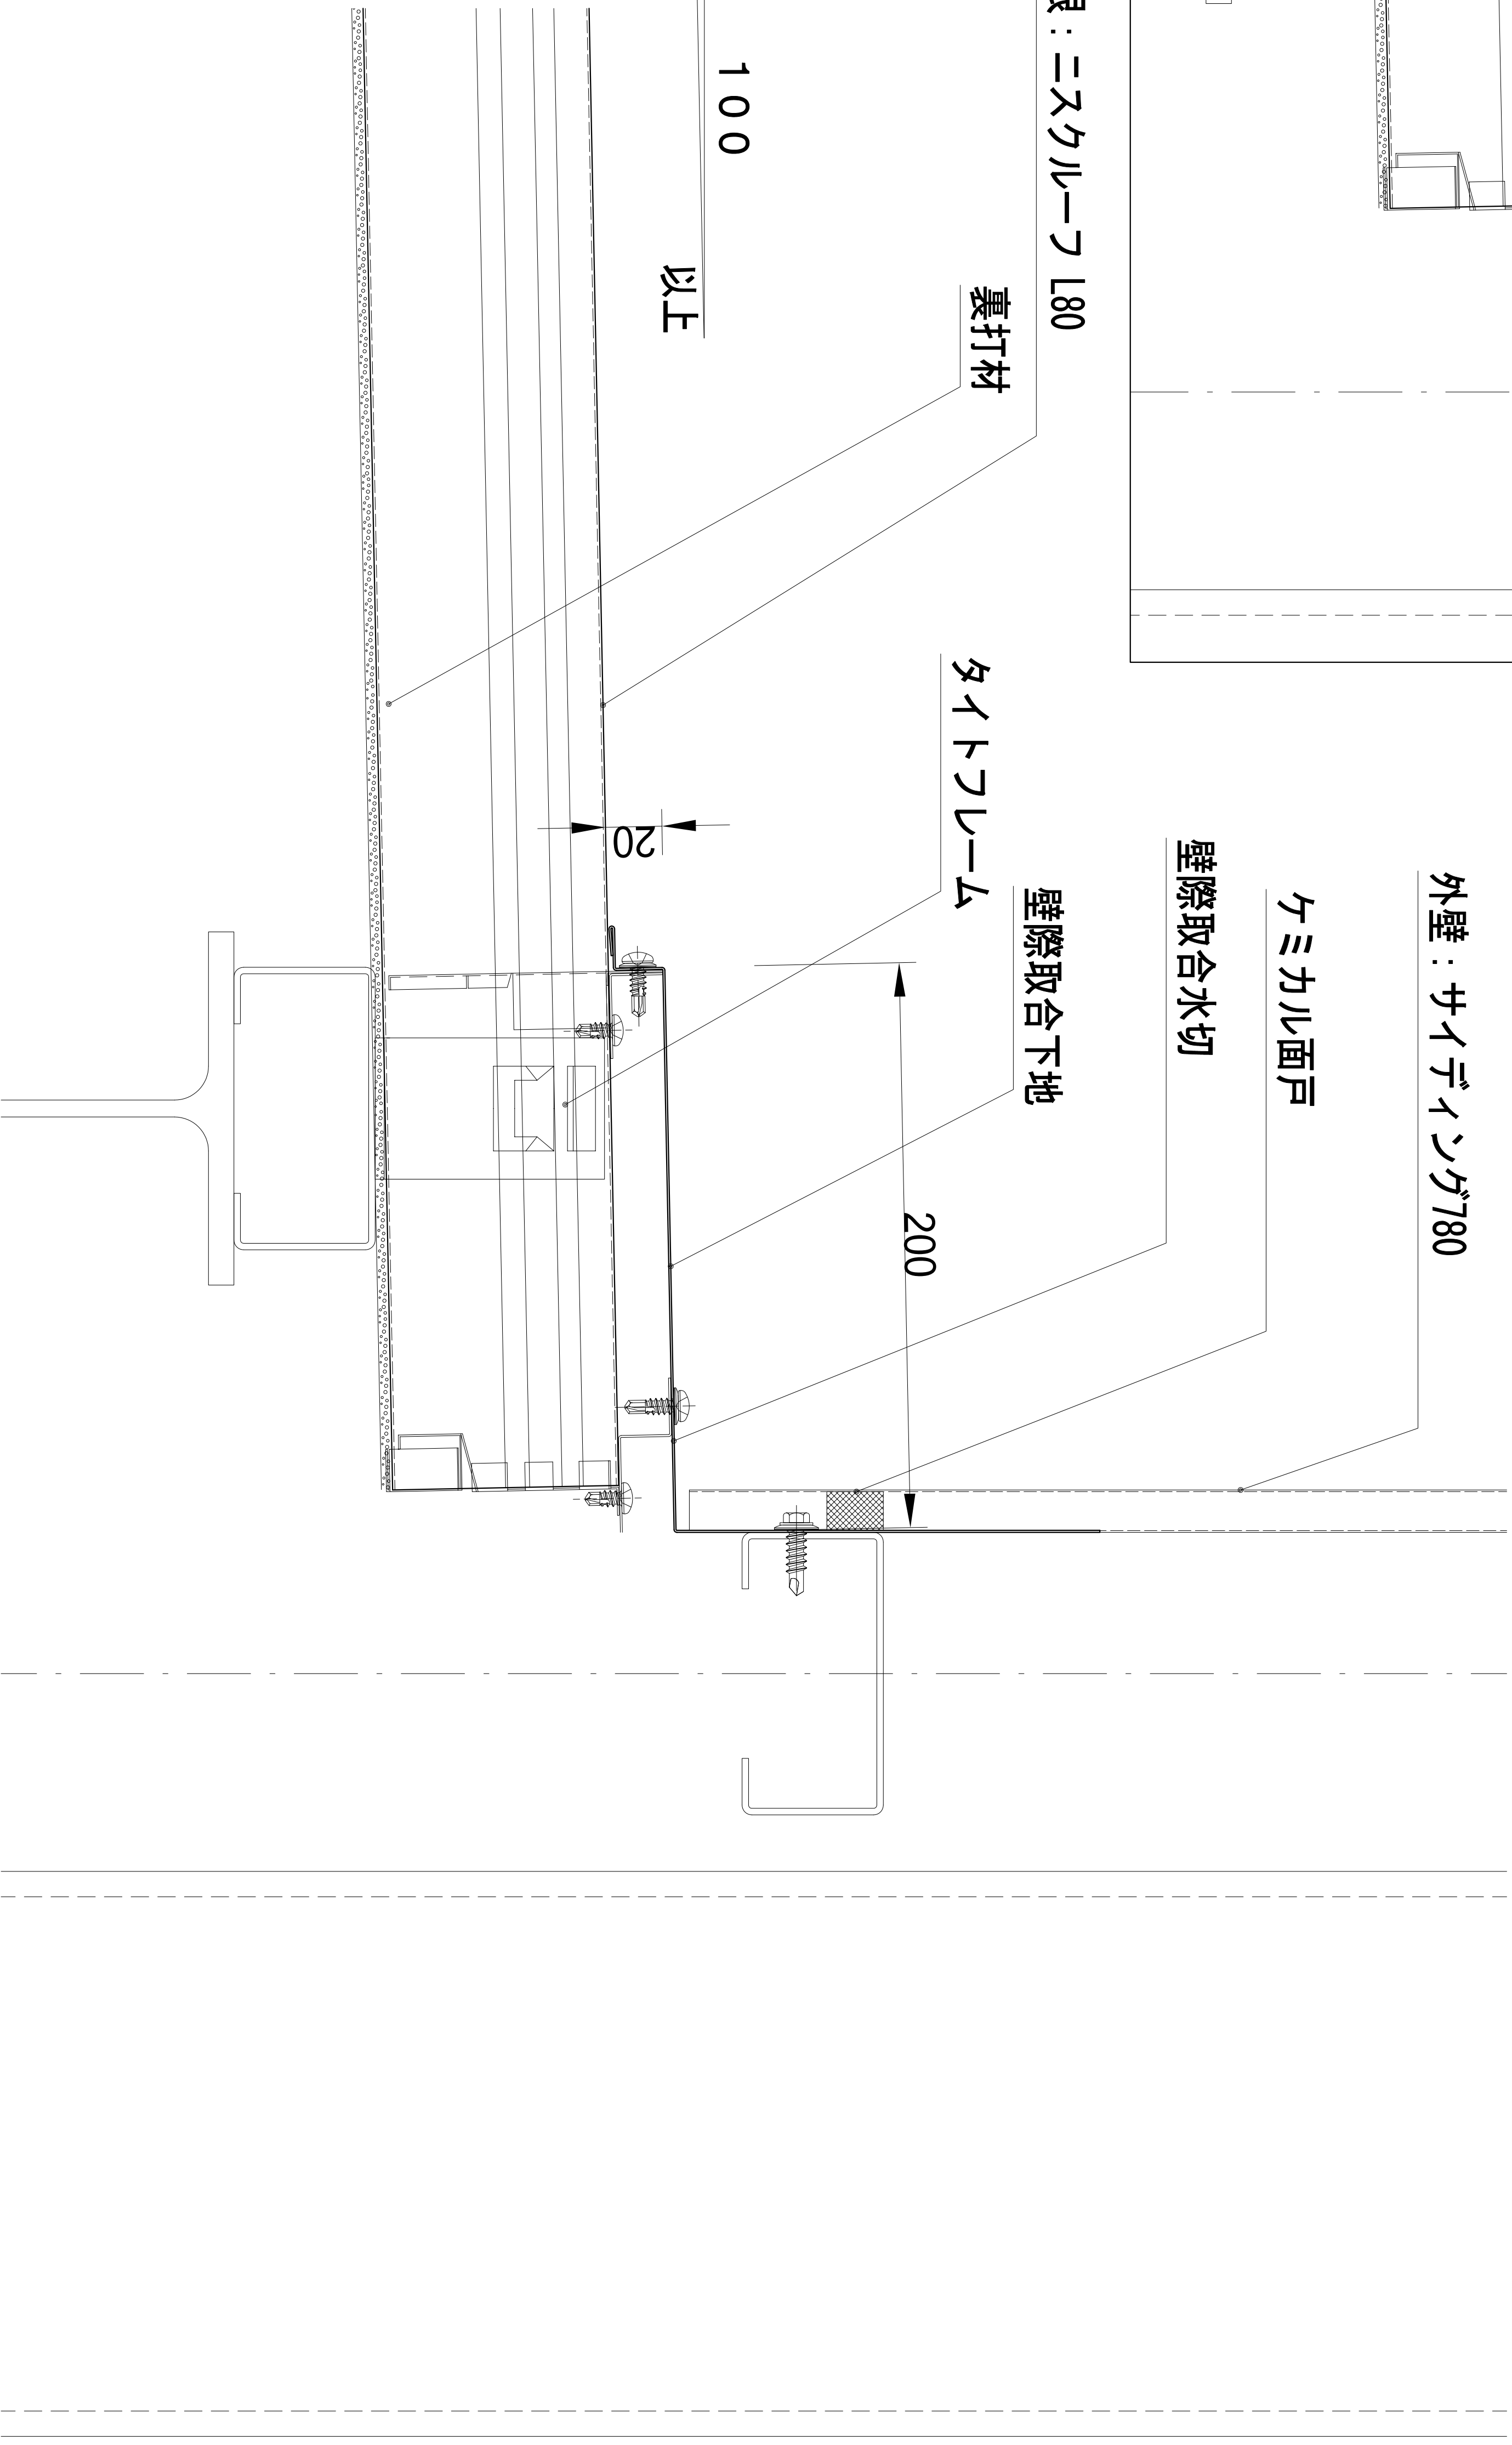 外壁：サイディング780
ケミカル面戸
壁際取合水切
根：ニスクルーフ L80
裏打材
壁際取合下地
タイトフレーム
200
100
以上
20